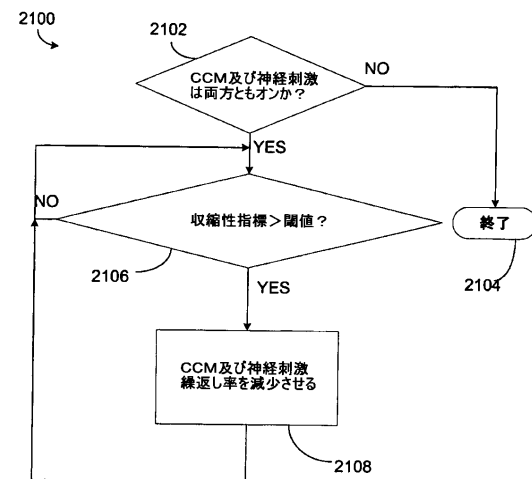 2100
2102
CCM及び神経刺激
は両方ともオンか？
NO
YES
NO
収縮性指標＞閾値？
終了
2106
2104
YES
CCM及び神経刺激
繰返し率を減少させる
2108